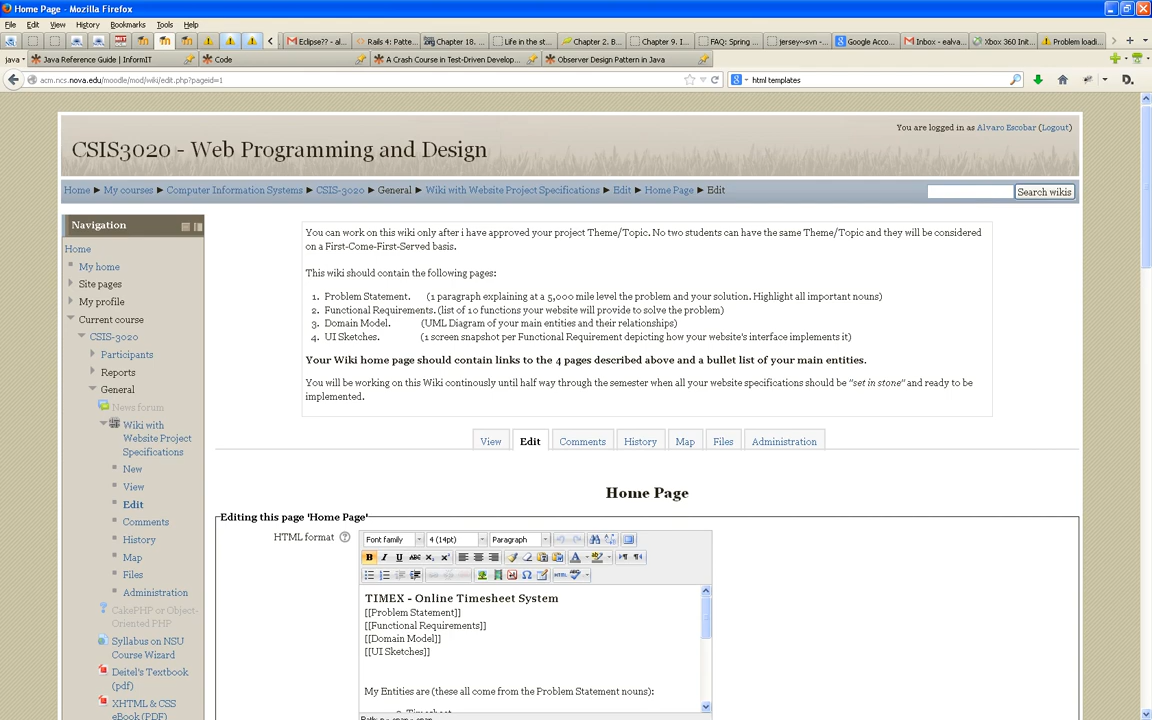 Home Page - Mozilla Firefox
File Edit View History Bookmarks Tools Help
Eclipse?? - al... Rails 4: Patte... Chapter 18. ... Life in the st... Chapter 2. B... Chapter 9. I... FAQ: Spring ... jersey~svn -... Google Acco... Inbox - ealva... Xbox 360 Init... Problem loadi...
java Java Reference Guide | InformIT Code A Crash Course in Test-Driven Develop... Observer Design Pattern in Java
acm.ncs.nova.edu/moodle/mod/wiki/edit.php?pageid=1 html templates
You are logged in as Alvaro Escobar (Logout)
CSIS3020 - Web Programming and Design
Home ► My courses ► Computer Information Systems ► CSIS-3020 ► General ► Wiki with Website Project Specifications ► Edit ► Home Page ► Edit Search wikis
Navigation
Home
My home
Site pages
My profile
Current course
CSIS-3020
Participants
Reports
General
News forum
Wiki with
Website Project
Specifications
New
View
Edit
Comments
History
Map
Files
Administration
CakePHP or Object-
Oriented PHP
Syllabus on NSU
Course Wizard
Deitel's Textbook
(pdf)
XHTML & CSS
eBook (PDF)
You can work on this wiki only after i have approved your project Theme/Topic. No two students can have the same Theme/Topic and they will be considered
on a First-Come-First-Served basis.
This wiki should contain the following pages:
1. Problem Statement. (1 paragraph explaining at a 5,000 mile level the problem and your solution. Highlight all important nouns)
2. Functional Requirements. (list of 10 functions your website will provide to solve the problem)
3. Domain Model. (UML Diagram of your main entities and their relationships)
4. UI Sketches. (1 screen snapshot per Functional Requirement depicting how your website's interface implements it)
Your Wiki home page should contain links to the 4 pages described above and a bullet list of your main entities.
You will be working on this Wiki continously until half way through the semester when all your website specifications should be "set in stone" and ready to be
implemented.
View Edit Comments History Map Files Administration
Home Page
Editing this page 'Home Page'
HTML format
Font family 4 (14pt) Paragraph
B I U ABC X₂ X² A
Ω HTML
TIMEX - Online Timesheet System
[[Problem Statement]]
[[Functional Requirements]]
[[Domain Model]]
[[UI Sketches]]
My Entities are (these all come from the Problem Statement nouns):